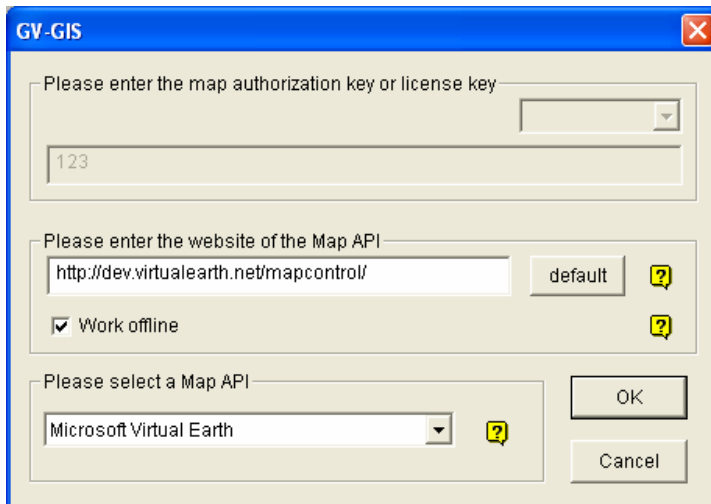 GV-GIS
Please enter the map authorization key or license key
123
Please enter the website of the Map API
http://dev.virtualearth.net/mapcontrol/
default
?
Work offline
?
Please select a Map API
Microsoft Virtual Earth
?
OK
Cancel